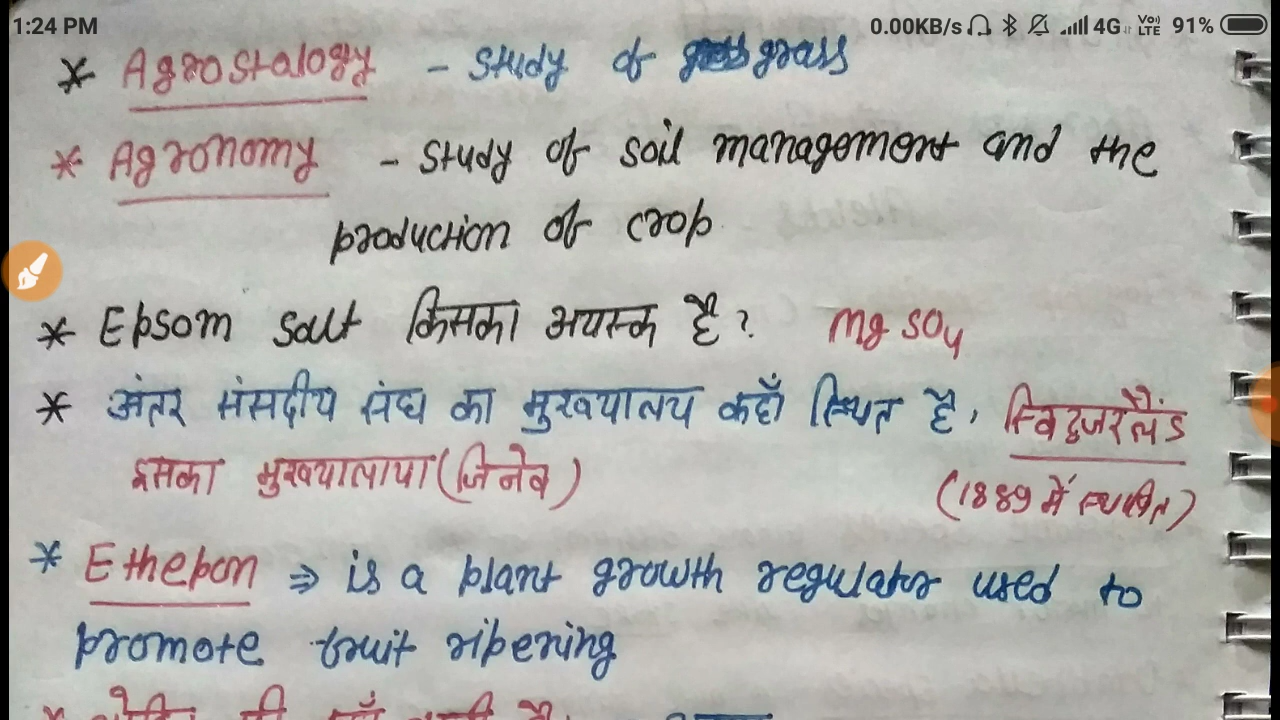 1:24 PM 0.00KB/s 4G Vo) LTE 91%
* Agrostalogy - study of grass
* Agronomy - study of soil management and the
production of crop
* Epsom salt किसका अयस्क है? Mg SO4
* अंतर संसदीय संघ का मुख्यालय कहाँ स्थित है, स्विट्जरलैंड
इसका मुख्यालाया (जिनेव) (1889 में स्थापित)
* Ethepon ⇒ is a plant growth regulator used to
promote fruit ripening